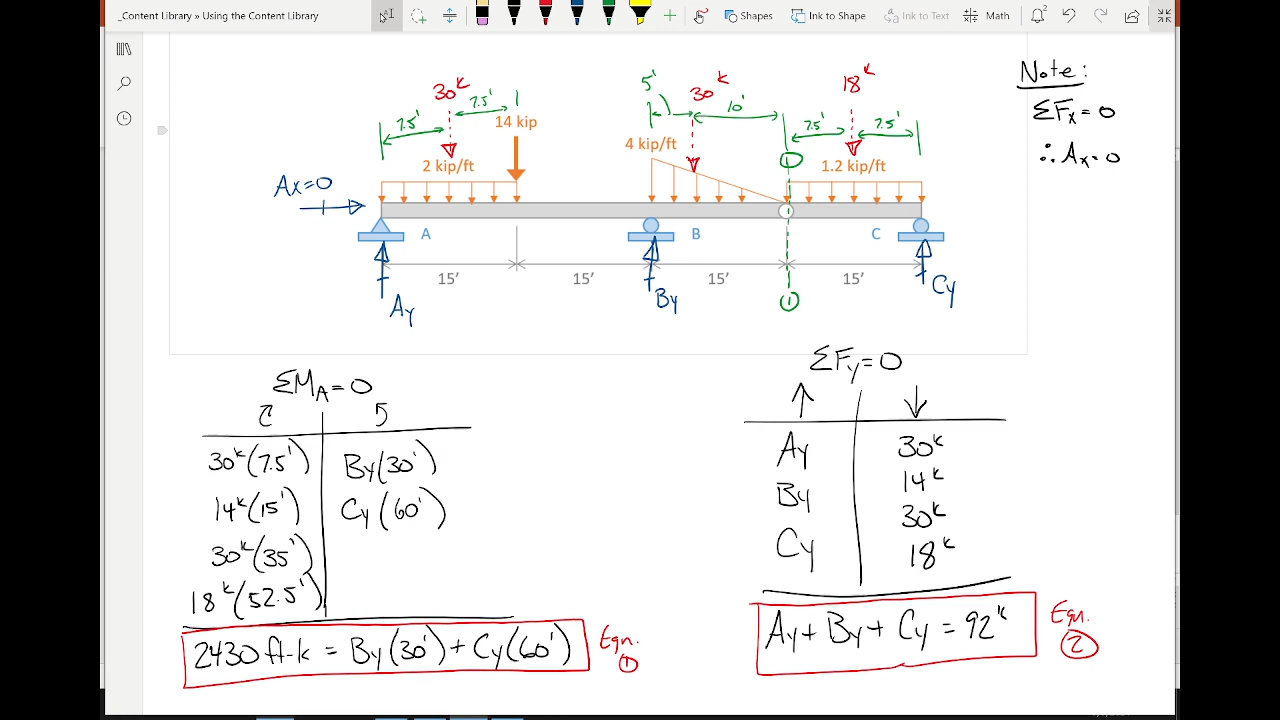 _Content Library » Using the Content Library
Shapes
Ink to Shape
Ink to Text
Math
Note:
ΣFx = 0
∴ Ax = 0
30k
7.5'
7.5'
14 kip
2 kip/ft
Ax=0
5'
30k
10'
4 kip/ft
18k
7.5'
7.5'
1.2 kip/ft
①
A
B
C
15'
15'
15'
15'
Ay
By
Cy
①
ΣMA = 0
↻ ↺
30k(7.5') By(30')
14k(15') Cy(60')
30k(35')
18k(52.5')
2430 ft-k = By(30') + Cy(60')
Eqn. ①
ΣFy = 0
↑ ↓
Ay 30k
By 14k
30k
Cy 18k
Ay + By + Cy = 92k
Eqn. ②